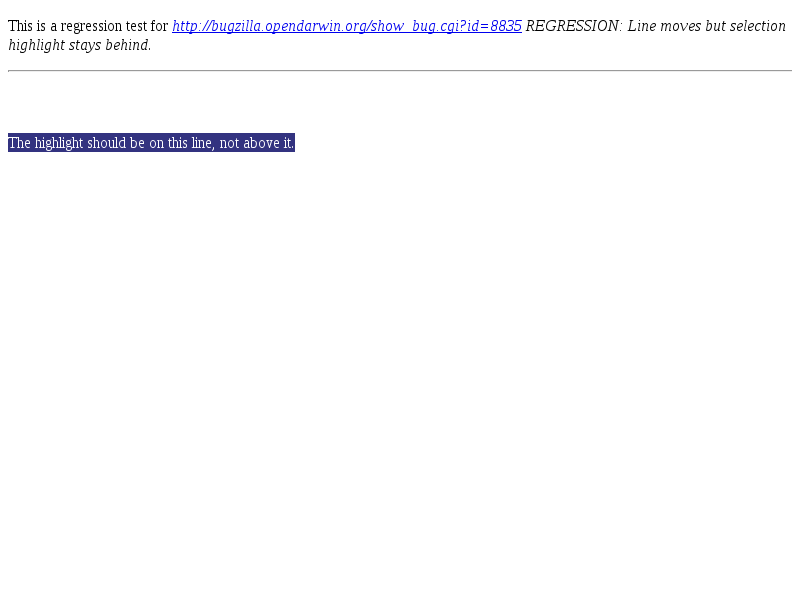 This is a regression test for http://bugzilla.opendarwin.org/show_bug.cgi?id=8835 REGRESSION: Line moves but selection
highlight stays behind.
The highlight should be on this line, not above it.